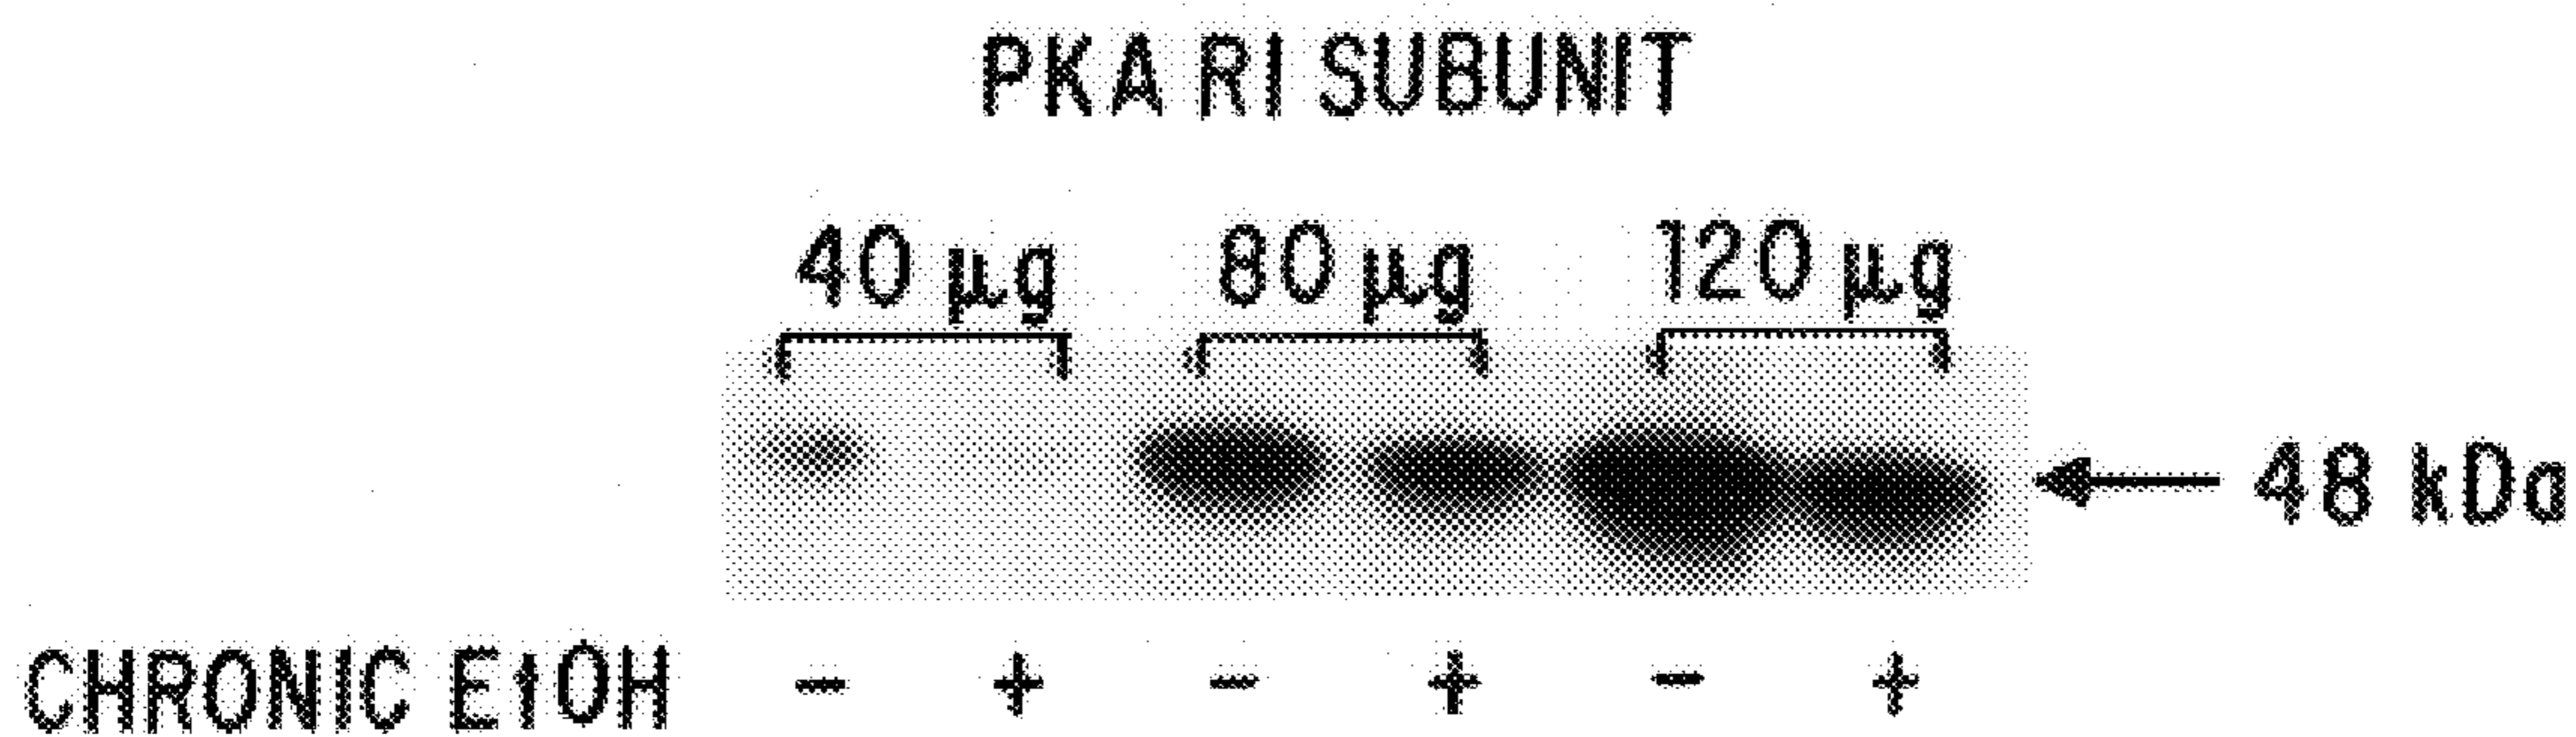 PKA RI SUBUNIT
40 μg 80 μg 120 μg
48 kDa
CHRONIC EtOH - + - + - +